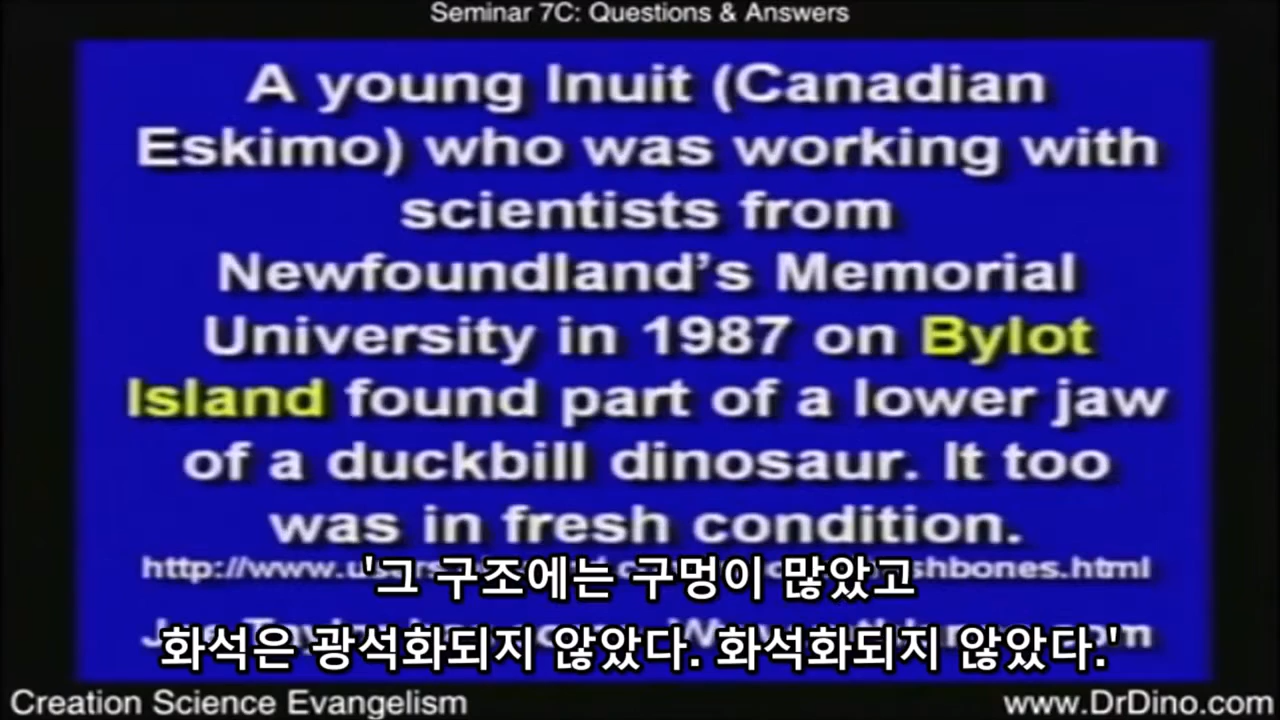 Seminar 7C: Questions & Answers
A young Inuit (Canadian
Eskimo) who was working with
scientists from
Newfoundland’s Memorial
University in 1987 on Bylot
Island found part of a lower jaw
of a duckbill dinosaur. It too
was in fresh condition.
'그 구조에는 구멍이 많았고
화석은 광석화되지 않았다. 화석화되지 않았다.'
Creation Science Evangelism
www.DrDino.com